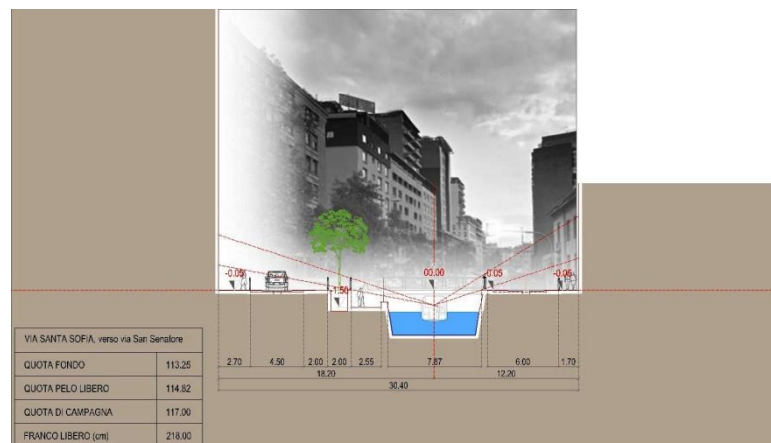 -0.05 00.00 -0.05 -0.05
-1.50
VIA SANTA SOFIA, verso via San Senatore
QUOTA FONDO 113.25
QUOTA PELO LIBERO 114.82
QUOTA DI CAMPAGNA 117.00
FRANCO LIBERO (cm) 218.00
2.70 4.50 2.00 2.00 2.55 7.87 6.00 1.70
18.20 12.20
30.40